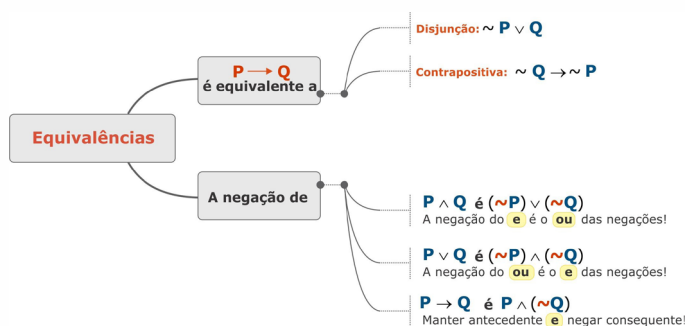 Equivalências
P → Q
é equivalente a
Disjunção: ~ P ∨ Q
Contrapositiva: ~ Q → ~ P
A negação de
P ∧ Q é (~P) ∨ (~Q)
A negação do e é o ou das negações!
P ∨ Q é (~P) ∧ (~Q)
A negação do ou é o e das negações!
P → Q é P ∧ (~Q)
Manter antecedente e negar consequente!